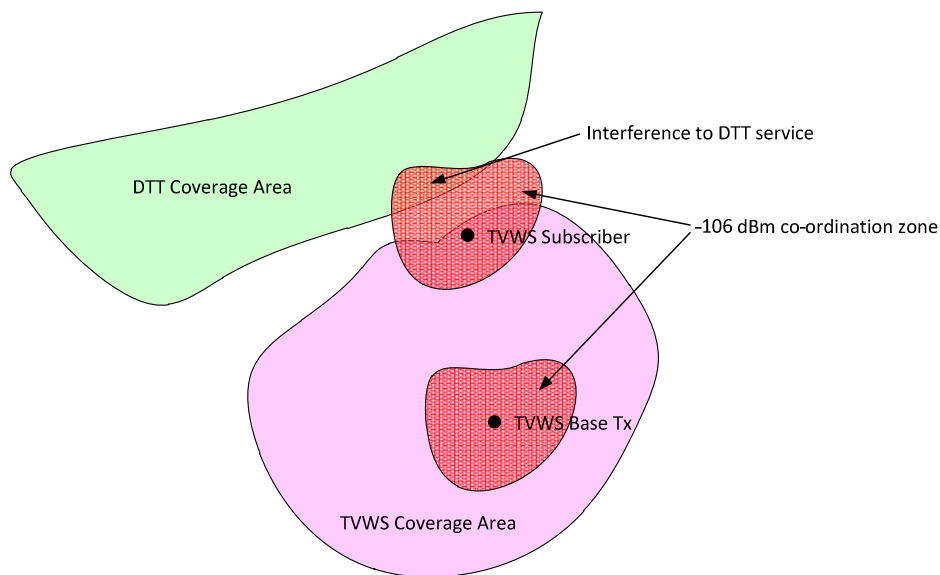 Interference to DTT service
DTT Coverage Area
-106 dBm co-ordination zone
TVWS Subscriber
TVWS Base Tx
TVWS Coverage Area